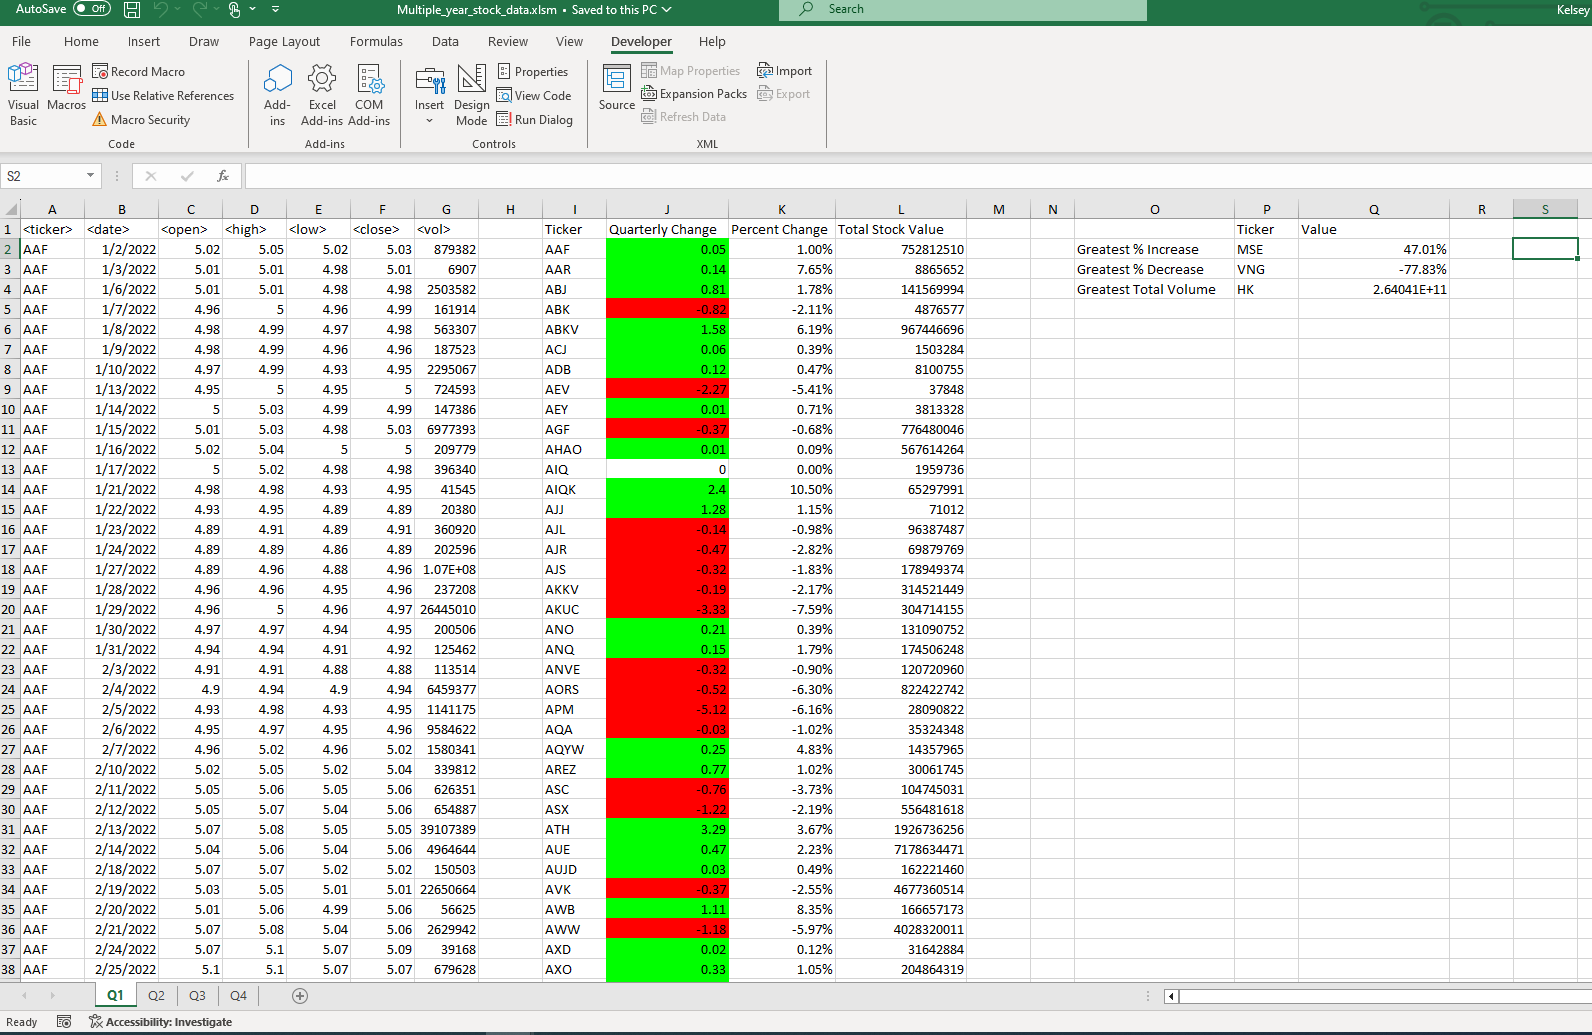 AutoSave Off Multiple_year_stock_data.xlsm • Saved to this PC Search Kelsey
File Home Insert Draw Page Layout Formulas Data Review View Developer Help
Visual Basic
Macros
Record Macro
Use Relative References
Macro Security
Code
Add-ins
Excel Add-ins
COM Add-ins
Add-ins
Insert
Design Mode
Properties
View Code
Run Dialog
Controls
Source
Map Properties
Expansion Packs
Refresh Data
Import
Export
XML
S2 fx
A B C D E F G H I J K L M N O P Q R S
1 <ticker> <date> <open> <high> <low> <close> <vol> Ticker Quarterly Change Percent Change Total Stock Value Ticker Value
2 AAF 1/2/2022 5.02 5.05 5.02 5.03 879382 AAF 0.05 1.00% 752812510 Greatest % Increase MSE 47.01%
3 AAF 1/3/2022 5.01 5.01 4.98 5.01 6907 AAR 0.14 7.65% 8865652 Greatest % Decrease VNG -77.83%
4 AAF 1/6/2022 5.01 5.01 4.98 4.98 2503582 ABJ 0.81 1.78% 141569994 Greatest Total Volume HK 2.64041E+11
5 AAF 1/7/2022 4.96 5 4.96 4.99 161914 ABK -0.82 -2.11% 4876577
6 AAF 1/8/2022 4.98 4.99 4.97 4.98 563307 ABKV 1.58 6.19% 967446696
7 AAF 1/9/2022 4.98 4.99 4.96 4.96 187523 ACJ 0.06 0.39% 1503284
8 AAF 1/10/2022 4.97 4.99 4.93 4.95 2295067 ADB 0.12 0.47% 8100755
9 AAF 1/13/2022 4.95 5 4.95 5 724593 AEV -2.27 -5.41% 37848
10 AAF 1/14/2022 5 5.03 4.99 4.99 147386 AEY 0.01 0.71% 3813328
11 AAF 1/15/2022 5.01 5.03 4.98 5.03 6977393 AGF -0.37 -0.68% 776480046
12 AAF 1/16/2022 5.02 5.04 5 5 209779 AHAO 0.01 0.09% 567614264
13 AAF 1/17/2022 5 5.02 4.98 4.98 396340 AIQ 0 0.00% 1959736
14 AAF 1/21/2022 4.98 4.98 4.93 4.95 41545 AIQK 2.4 10.50% 65297991
15 AAF 1/22/2022 4.93 4.95 4.89 4.89 20380 AJJ 1.28 1.15% 71012
16 AAF 1/23/2022 4.89 4.91 4.89 4.91 360920 AJL -0.14 -0.98% 96387487
17 AAF 1/24/2022 4.89 4.89 4.86 4.89 202596 AJR -0.47 -2.82% 69879769
18 AAF 1/27/2022 4.89 4.96 4.88 4.96 1.07E+08 AJS -0.32 -1.83% 178949374
19 AAF 1/28/2022 4.96 4.96 4.95 4.96 237208 AKKV -0.19 -2.17% 314521449
20 AAF 1/29/2022 4.96 5 4.96 4.97 26445010 AKUC -3.33 -7.59% 304714155
21 AAF 1/30/2022 4.97 4.97 4.94 4.95 200506 ANO 0.21 0.39% 131090752
22 AAF 1/31/2022 4.94 4.94 4.91 4.92 125462 ANQ 0.15 1.79% 174506248
23 AAF 2/3/2022 4.91 4.91 4.88 4.88 113514 ANVE -0.32 -0.90% 120720960
24 AAF 2/4/2022 4.9 4.94 4.9 4.94 6459377 AORS -0.52 -6.30% 822422742
25 AAF 2/5/2022 4.93 4.98 4.93 4.95 1141175 APM -5.12 -6.16% 28090822
26 AAF 2/6/2022 4.95 4.97 4.95 4.96 9584622 AQA -0.03 -1.02% 35324348
27 AAF 2/7/2022 4.96 5.02 4.96 5.02 1580341 AQYW 0.25 4.83% 14357965
28 AAF 2/10/2022 5.02 5.05 5.02 5.04 339812 AREZ 0.77 1.02% 30061745
29 AAF 2/11/2022 5.05 5.06 5.05 5.06 626351 ASC -0.76 -3.73% 104745031
30 AAF 2/12/2022 5.05 5.07 5.04 5.06 654887 ASX -1.22 -2.19% 556481618
31 AAF 2/13/2022 5.07 5.08 5.05 5.05 39107389 ATH 3.29 3.67% 1926736256
32 AAF 2/14/2022 5.04 5.06 5.04 5.06 4964644 AUE 0.47 2.23% 7178634471
33 AAF 2/18/2022 5.07 5.07 5.02 5.02 150503 AUJD 0.03 0.49% 162221460
34 AAF 2/19/2022 5.03 5.05 5.01 5.01 22650664 AVK -0.37 -2.55% 4677360514
35 AAF 2/20/2022 5.01 5.06 4.99 5.06 56625 AWB 1.11 8.35% 166657173
36 AAF 2/21/2022 5.07 5.08 5.04 5.06 2629942 AWW -1.18 -5.97% 4028320011
37 AAF 2/24/2022 5.07 5.1 5.07 5.09 39168 AXD 0.02 0.12% 31642884
38 AAF 2/25/2022 5.1 5.1 5.07 5.07 679628 AXO 0.33 1.05% 204864319
Q1 Q2 Q3 Q4
Ready Accessibility: Investigate